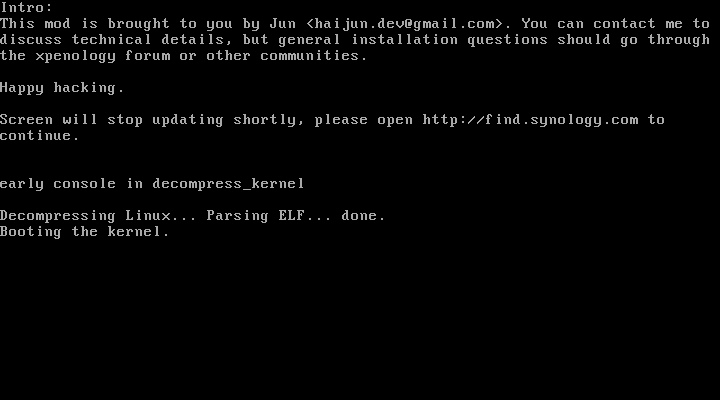 Intro:
This mod is brought to you by Jun <haijun.dev@gmail.com>. You can contact me to
discuss technical details, but general installation questions should go through
the xpenology forum or other communities.
Happy hacking.
Screen will stop updating shortly, please open http://find.synology.com to
continue.
early console in decompress_kernel
Decompressing Linux... Parsing ELF... done.
Booting the kernel.